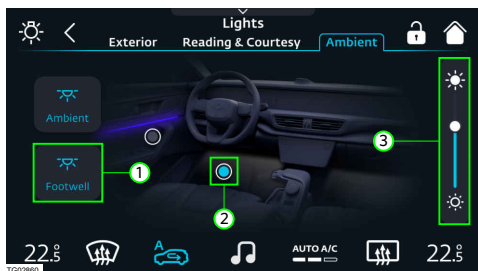 Lights
Exterior
Reading & Courtesy
Ambient
Ambient
Footwell
1
2
3
22.5
A
AUTO A/C
22.5
TG02860